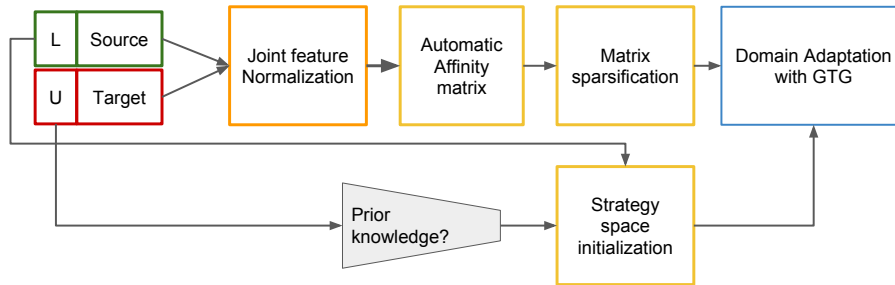 L Source
U Target
Joint feature
Normalization
Automatic
Affinity
matrix
Matrix
sparsification
Domain Adaptation
with GTG
Prior
knowledge?
Strategy
space
initialization